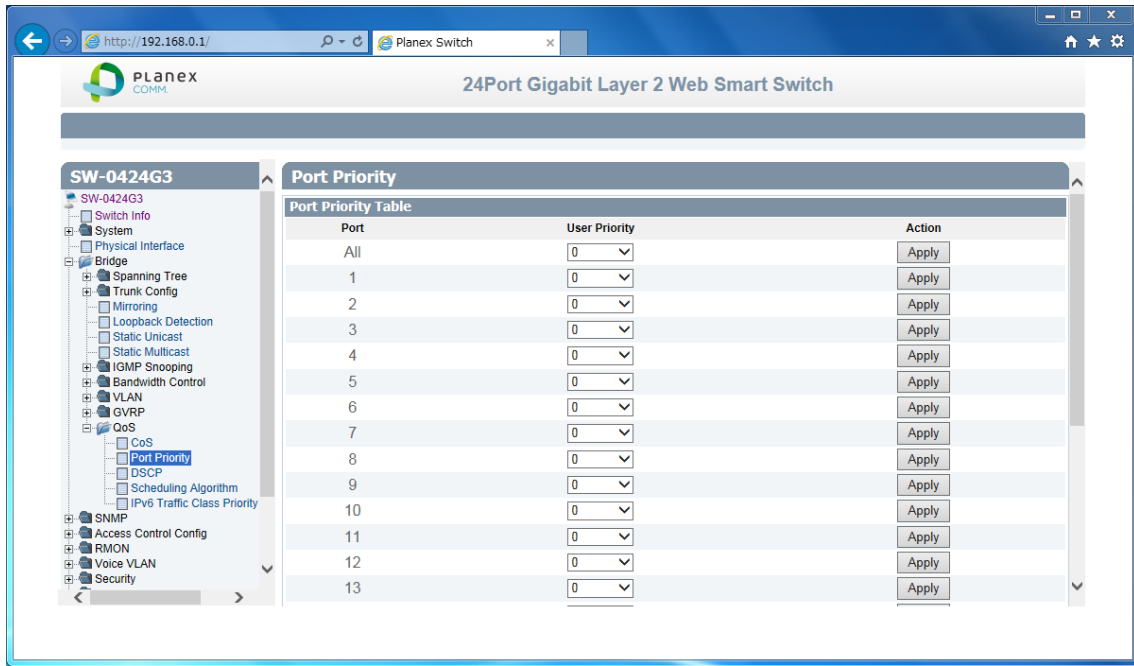 http://192.168.0.1/
Planex Switch
PLANEX
COMM.
24Port Gigabit Layer 2 Web Smart Switch
SW-0424G3
SW-0424G3
Switch Info
System
Physical Interface
Bridge
Spanning Tree
Trunk Config
Mirroring
Loopback Detection
Static Unicast
Static Multicast
IGMP Snooping
Bandwidth Control
VLAN
GVRP
QoS
CoS
Port Priority
DSCP
Scheduling Algorithm
IPv6 Traffic Class Priority
SNMP
Access Control Config
RMON
Voice VLAN
Security
Port Priority
Port Priority Table
Port User Priority Action
All 0 Apply
1 0 Apply
2 0 Apply
3 0 Apply
4 0 Apply
5 0 Apply
6 0 Apply
7 0 Apply
8 0 Apply
9 0 Apply
10 0 Apply
11 0 Apply
12 0 Apply
13 0 Apply